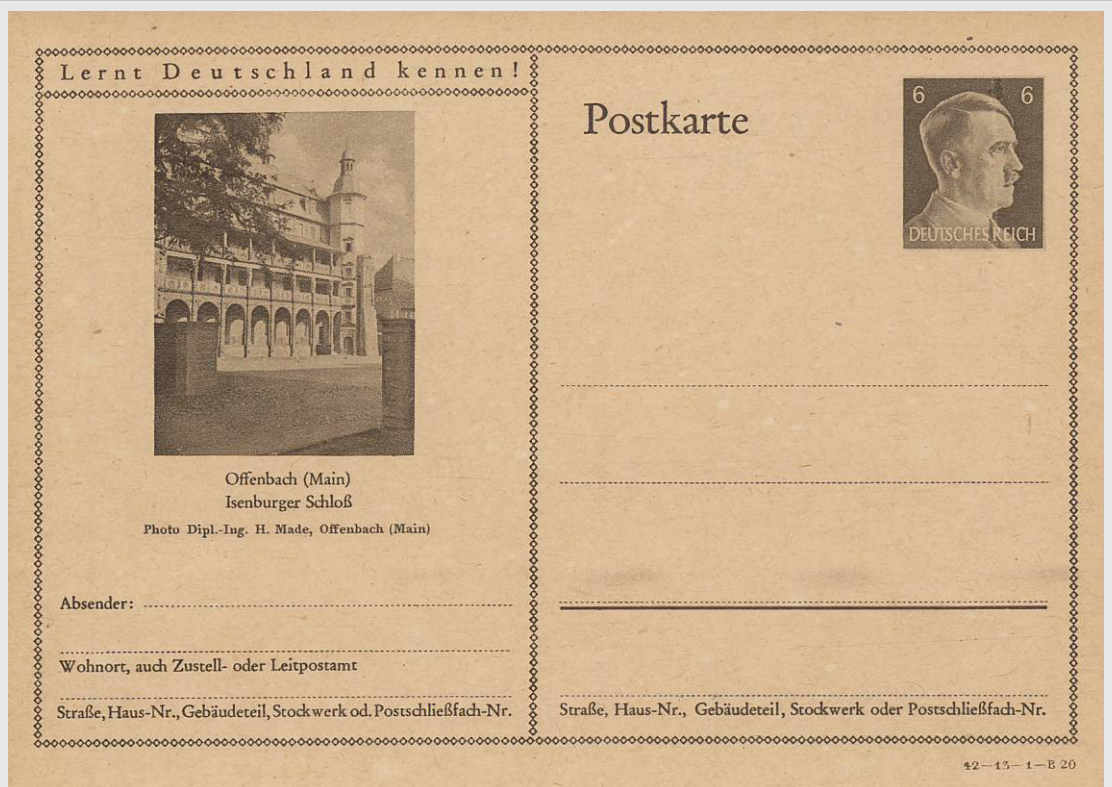 Lernt Deutschland kennen!
Offenbach (Main)
Isenburger Schloß
Photo Dipl.-Ing. H. Made, Offenbach (Main)
Absender:
Wohnort, auch Zustell- oder Leitpostamt
Straße, Haus-Nr., Gebäudeteil, Stockwerk od. Postschließfach-Nr.
Postkarte
6 6
DEUTSCHES REICH
Straße, Haus-Nr., Gebäudeteil, Stockwerk oder Postschließfach-Nr.
42—13—1—B 20